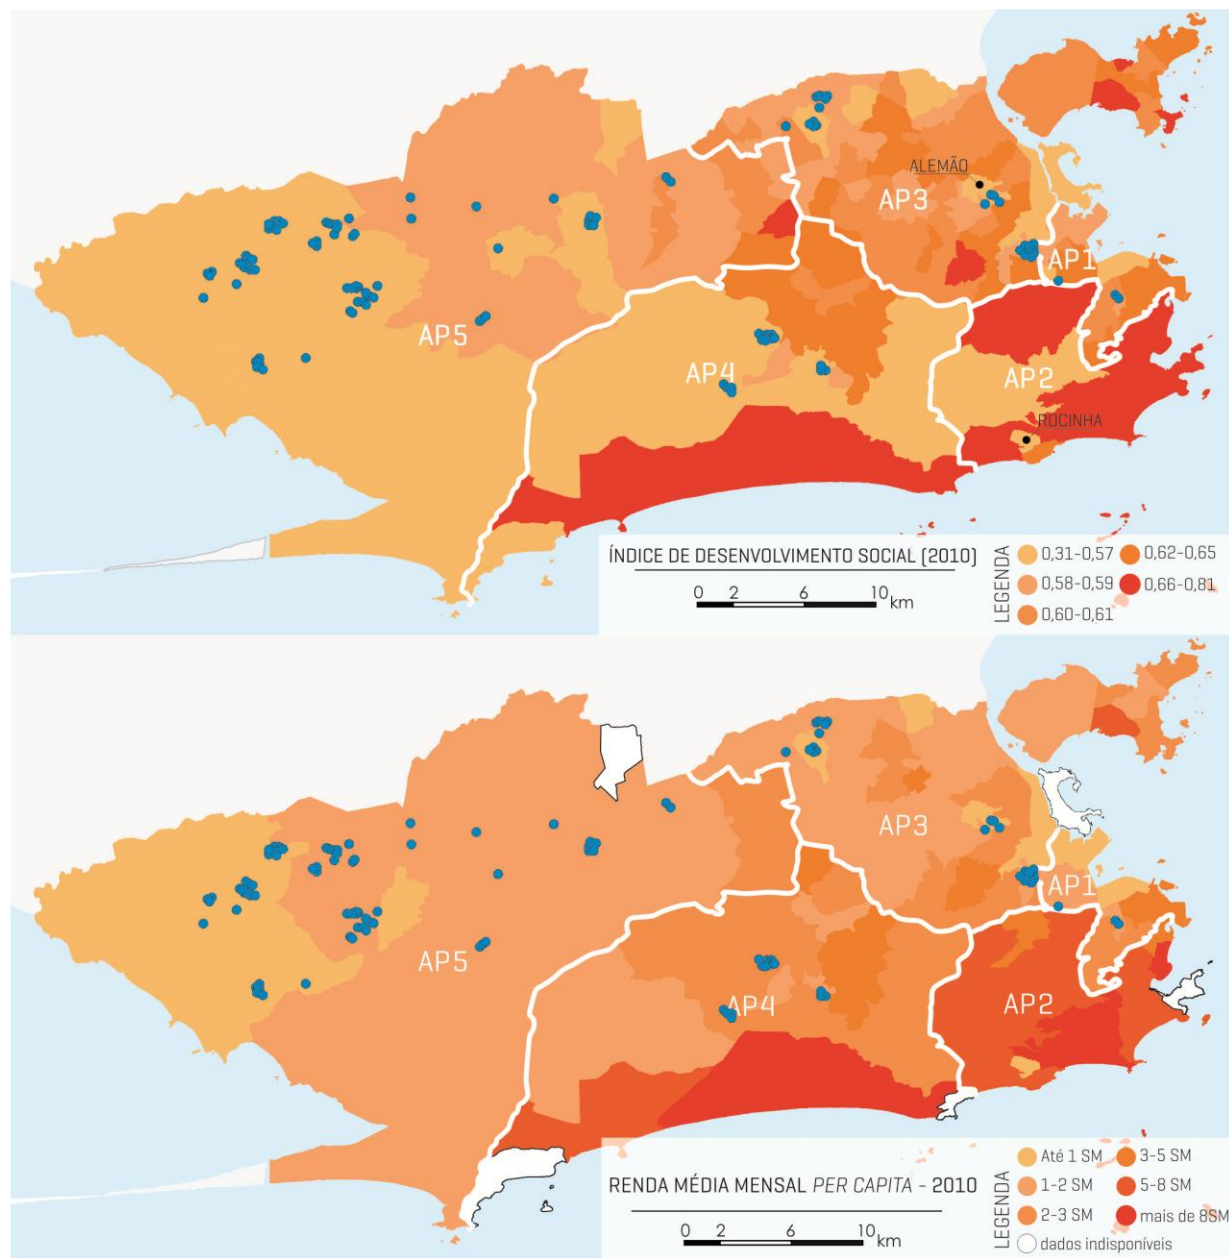 ALEMÃO
AP3
AP1
AP5
AP4
AP2
ROCINHA
ÍNDICE DE DESENVOLVIMENTO SOCIAL (2010)
0 2 6 10 km
LEGENDA
0,31-0,57
0,62-0,65
0,58-0,59
0,66-0,81
0,60-0,61
AP3
AP1
AP5
AP4
AP2
RENDA MÉDIA MENSAL PER CAPITA - 2010
0 2 6 10 km
LEGENDA
Até 1 SM
3-5 SM
1-2 SM
5-8 SM
2-3 SM
mais de 8SM
dados indisponíveis